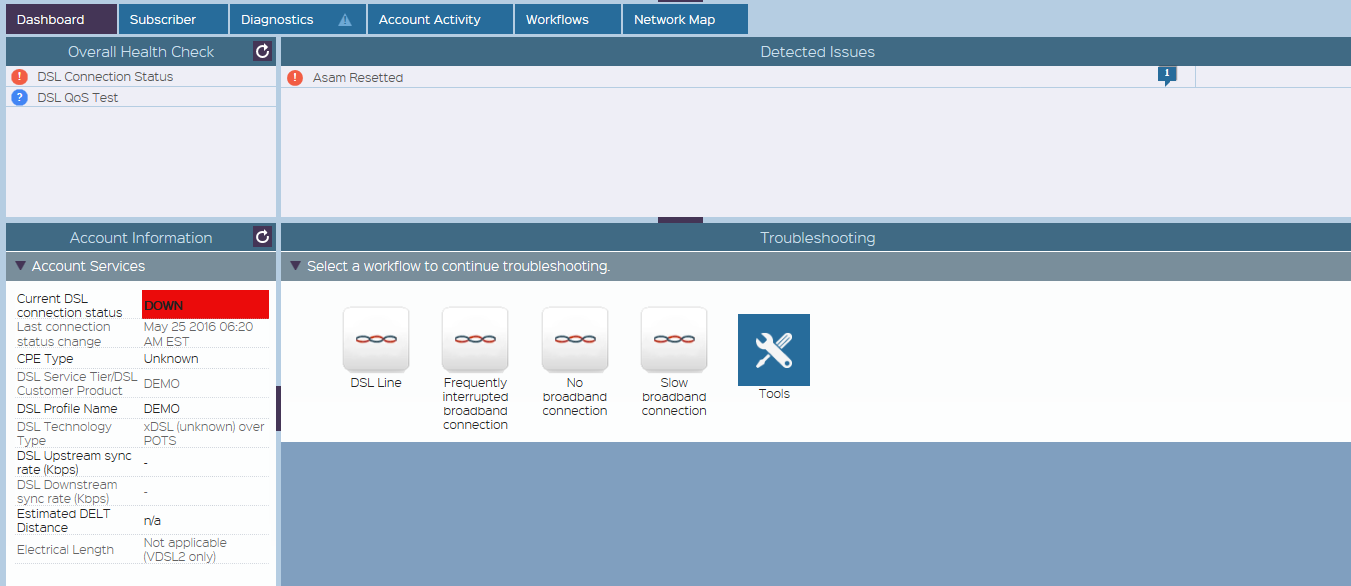 Dashboard
Subscriber
Diagnostics
Account Activity
Workflows
Network Map
Overall Health Check
Detected Issues
! DSL Connection Status
? DSL QoS Test
! Asam Resetted
1
Account Information
Troubleshooting
Account Services
Select a workflow to continue troubleshooting.
Current DSL
connection status
DOWN
Last connection
status change
May 25 2016 06:20
AM EST
CPE Type
Unknown
DSL Service Tier/DSL
Customer Product
DEMO
DSL Profile Name
DEMO
DSL Technology
Type
xDSL (unknown) over
POTS
DSL Upstream sync
rate (Kbps)
-
DSL Downstream
sync rate (Kbps)
-
Estimated DELT
Distance
n/a
Electrical Length
Not applicable
(VDSL2 only)
DSL Line
Frequently
interrupted
broadband
connection
No
broadband
connection
Slow
broadband
connection
Tools